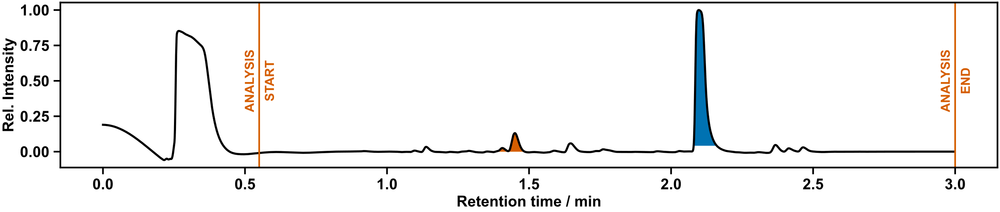 1.00
0.75
0.50
0.25
0.00
Rel. Intensity
ANALYSIS
START
ANALYSIS
END
0.0 0.5 1.0 1.5 2.0 2.5 3.0
Retention time / min